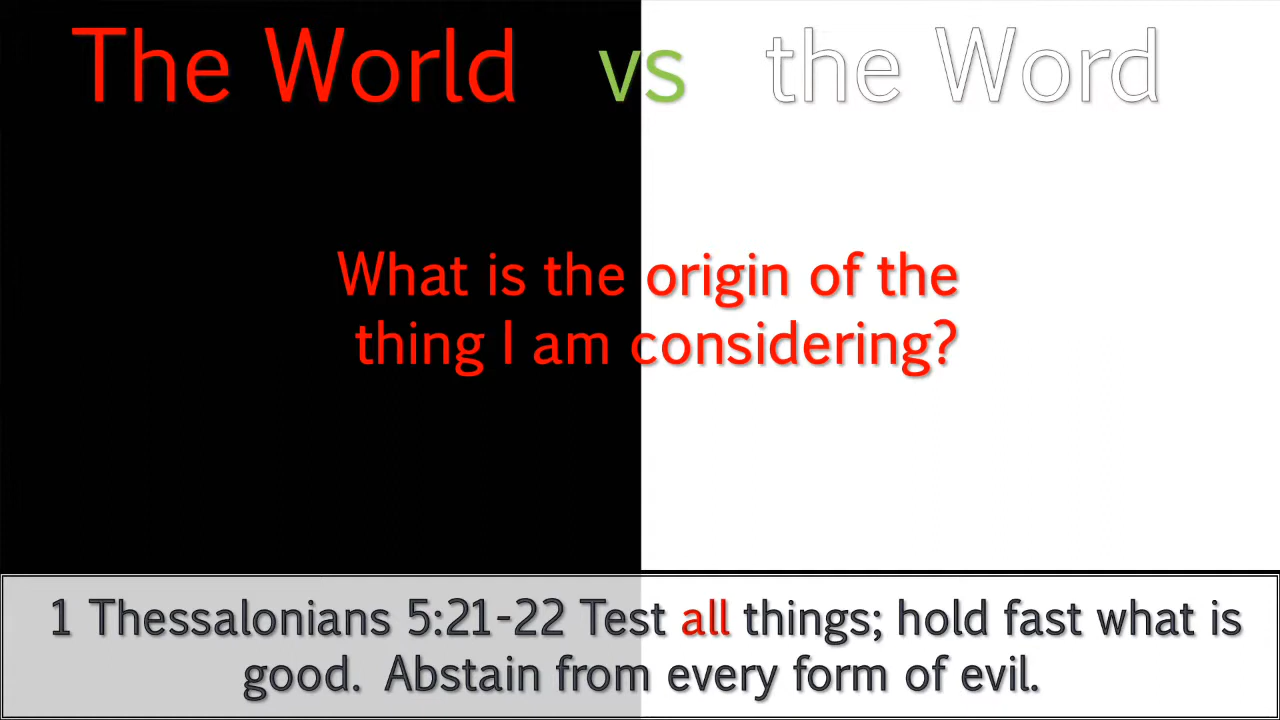 The World vs the Word
What is the origin of the
thing I am considering?
1 Thessalonians 5:21-22 Test all things; hold fast what is
good.  Abstain from every form of evil.